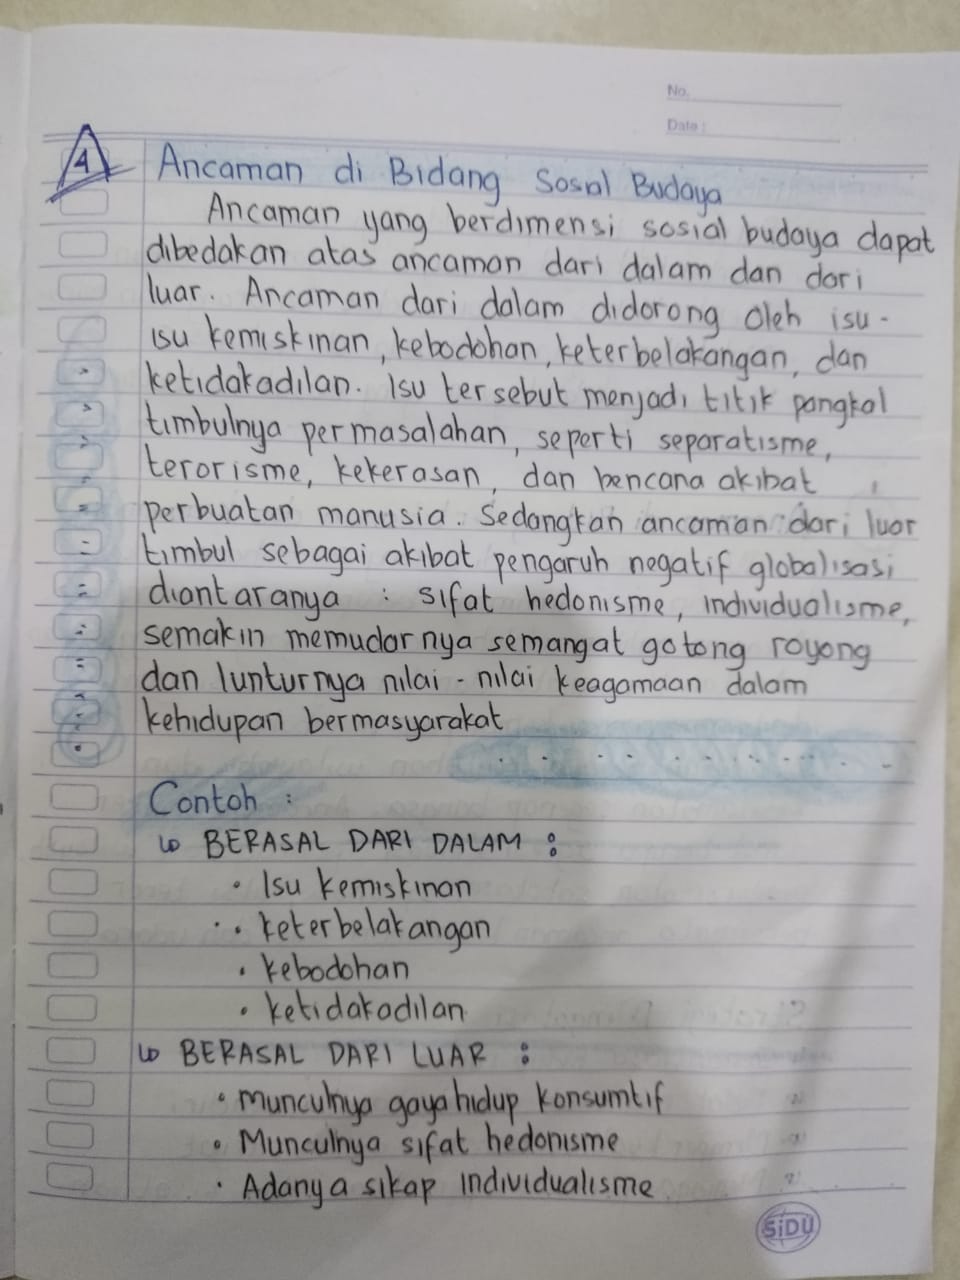 No.
Date :
4 Ancaman di Bidang Sosial Budaya
Ancaman yang berdimensi sosial budaya dapat
dibedakan atas ancaman dari dalam dan dari
luar. Ancaman dari dalam didorong oleh isu-
isu kemiskinan, kebodohan, keterbelakangan, dan
ketidakadilan. Isu tersebut menjadi titik pangkal
timbulnya permasalahan, seperti separatisme,
terorisme, kekerasan, dan bencana akibat
perbuatan manusia. Sedangkan ancaman dari luar
timbul sebagai akibat pengaruh negatif globalisasi
diantaranya : sifat hedonisme, individualisme,
semakin memudarnya semangat gotong royong
dan lunturnya nilai-nilai keagamaan dalam
kehidupan bermasyarakat
Contoh :
BERASAL DARI DALAM :
• Isu kemiskinan
• keterbelakangan
• kebodohan
• ketidakadilan
BERASAL DARI LUAR :
• munculnya gaya hidup konsumtif
• Munculnya sifat hedonisme
• Adanya sikap individualisme
SiDU